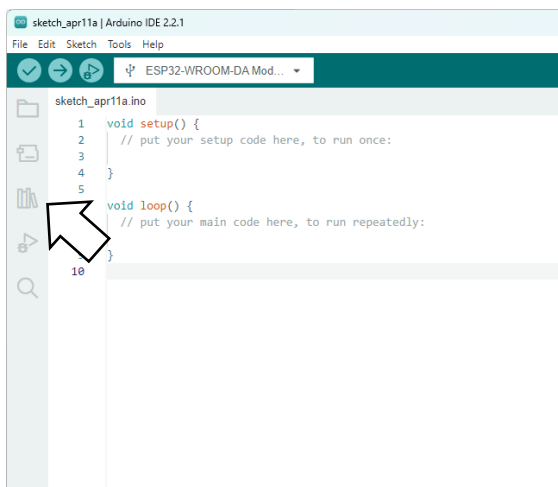 sketch_apr11a | Arduino IDE 2.2.1
File Edit Sketch Tools Help
ESP32-WROOM-DA Mod...
sketch_apr11a.ino
1 void setup() {
2 // put your setup code here, to run once:
3
4 }
5
void loop() {
// put your main code here, to run repeatedly:
}
10